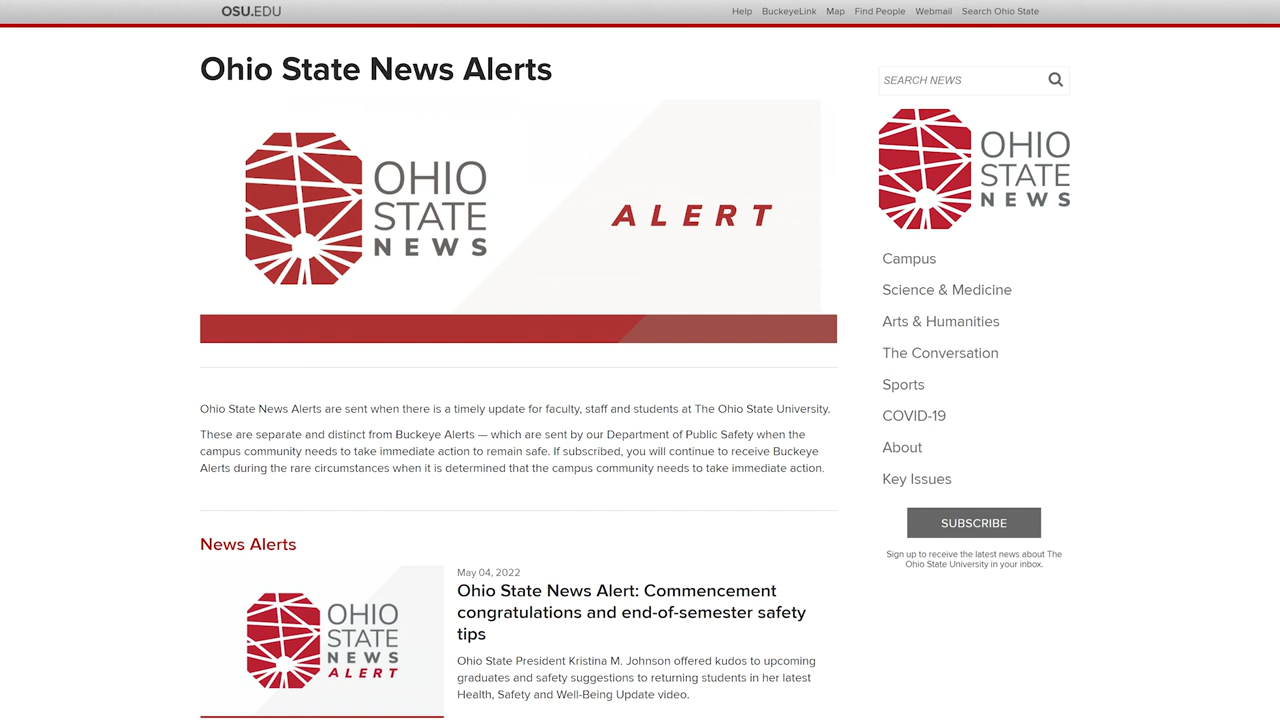 OSU.EDU
Help BuckeyeLink Map Find People Webmail Search Ohio State
Ohio State News Alerts
OHIO
STATE
NEWS
ALERT
Ohio State News Alerts are sent when there is a timely update for faculty, staff and students at The Ohio State University.
These are separate and distinct from Buckeye Alerts — which are sent by our Department of Public Safety when the
campus community needs to take immediate action to remain safe. If subscribed, you will continue to receive Buckeye
Alerts during the rare circumstances when it is determined that the campus community needs to take immediate action.
News Alerts
OHIO
STATE
NEWS
ALERT
May 04, 2022
Ohio State News Alert: Commencement
congratulations and end-of-semester safety
tips
Ohio State President Kristina M. Johnson offered kudos to upcoming
graduates and safety suggestions to returning students in her latest
Health, Safety and Well-Being Update video.
SEARCH NEWS
OHIO
STATE
NEWS
Campus
Science & Medicine
Arts & Humanities
The Conversation
Sports
COVID-19
About
Key Issues
SUBSCRIBE
Sign up to receive the latest news about The
Ohio State University in your inbox.